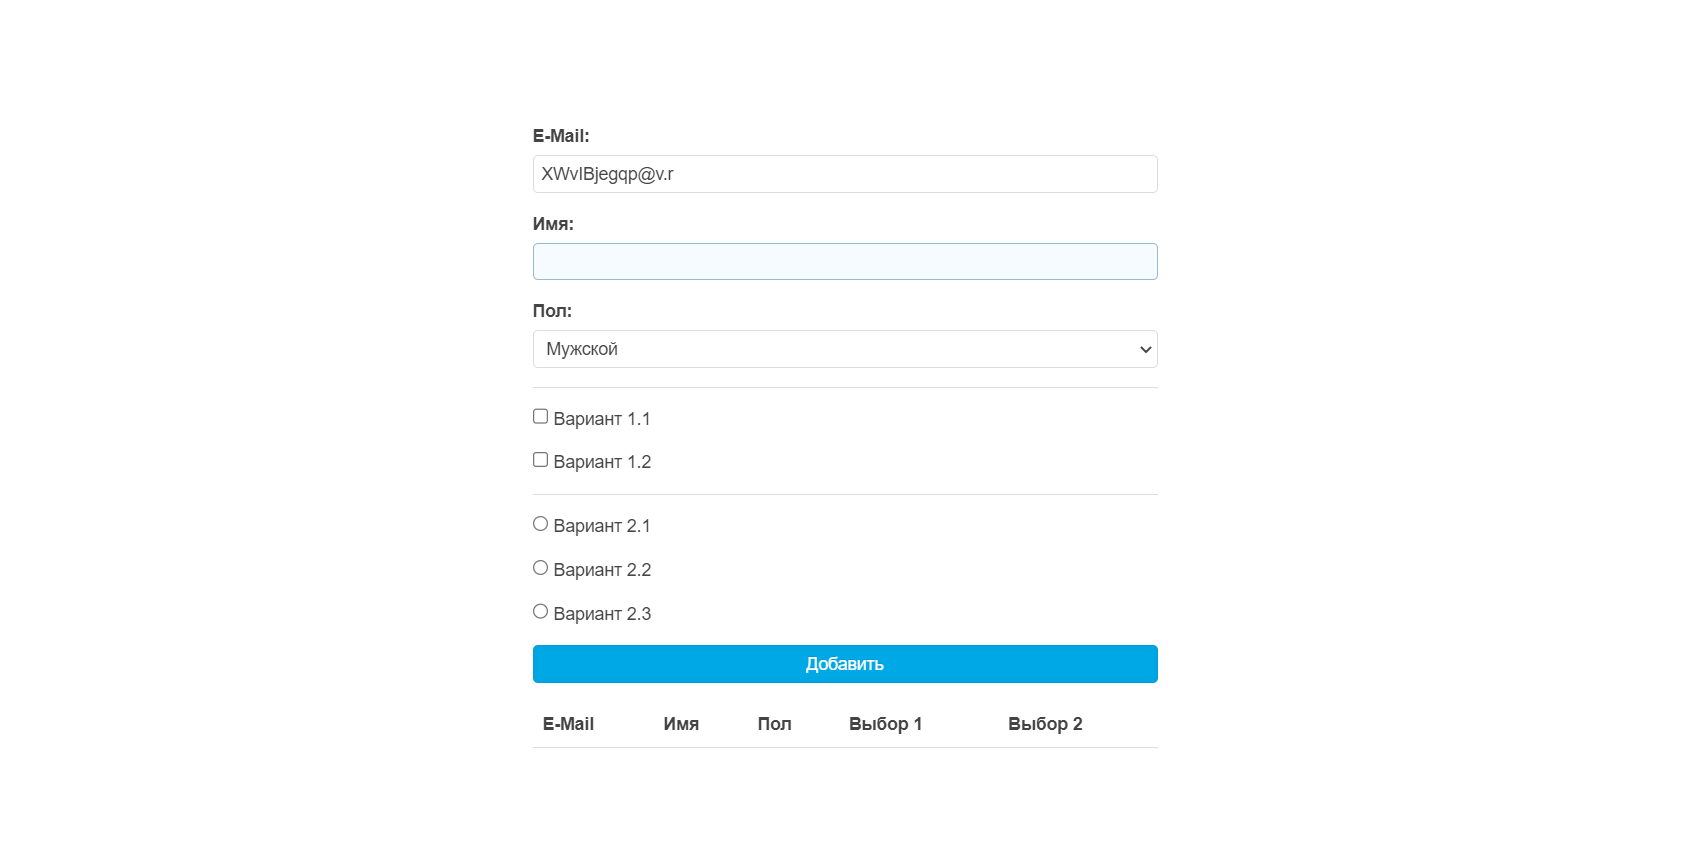 E-Mail:
XWvIBjegqp@v.r
Имя:
Пол:
Мужской
Вариант 1.1
Вариант 1.2
Вариант 2.1
Вариант 2.2
Вариант 2.3
Добавить
E-Mail Имя Пол Выбор 1 Выбор 2